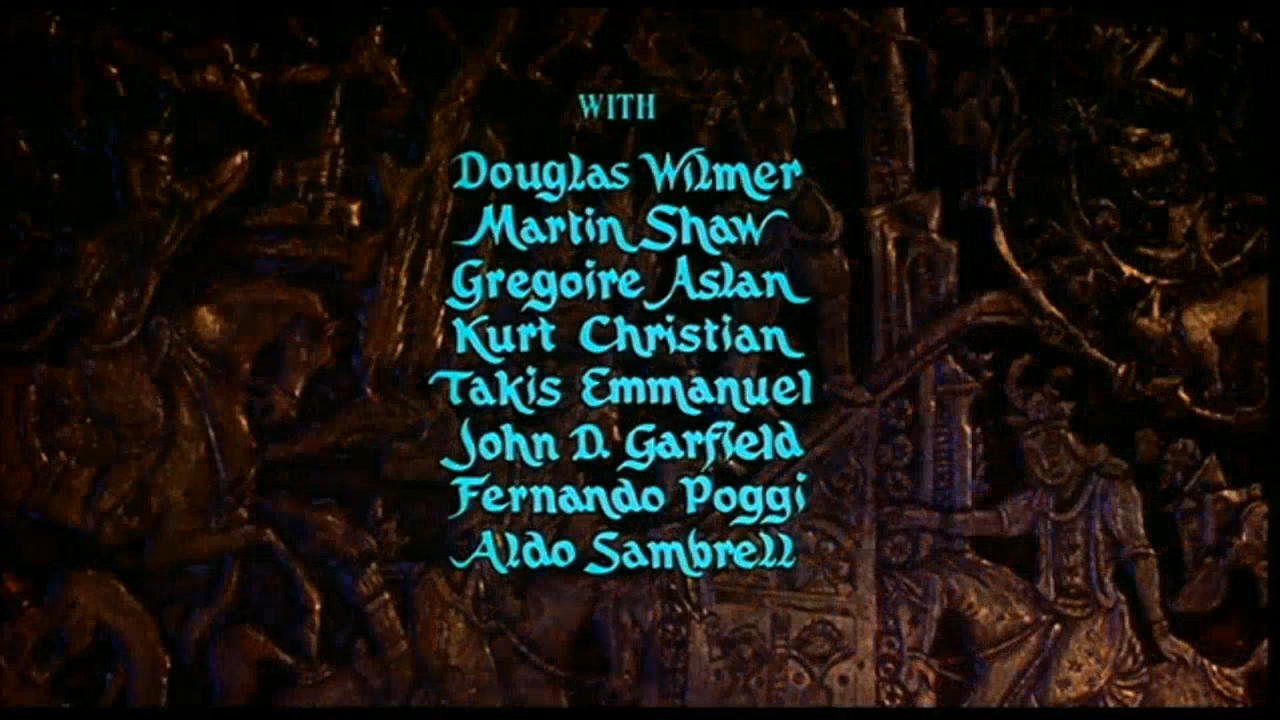 WITH
Douglas Wilmer
Martin Shaw
Gregoire Aslan
Kurt Christian
Takis Emmanuel
John D. Garfield
Fernando Poggi
Aldo Sambrell